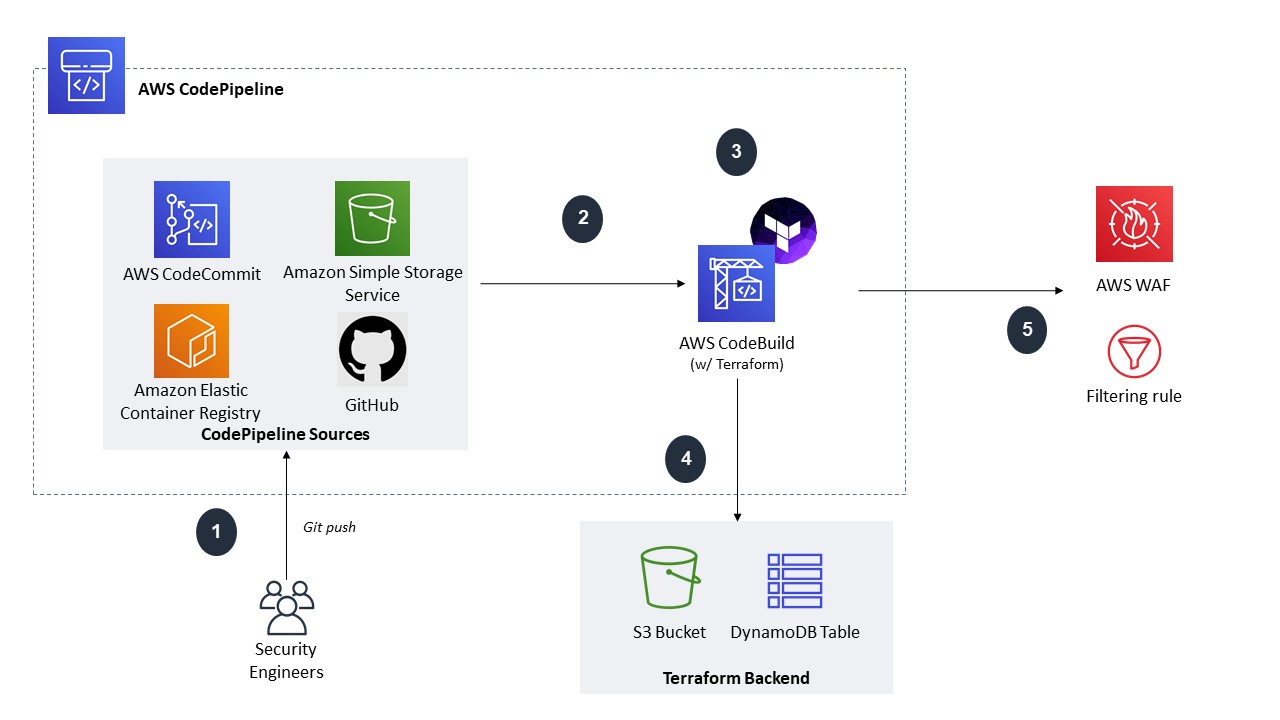 AWS CodePipeline
3
2
AWS CodeCommit
Amazon Simple Storage
Service
AWS WAF
5
AWS CodeBuild
(w/ Terraform)
Amazon Elastic
Container Registry
GitHub
Filtering rule
CodePipeline Sources
4
1
Git push
S3 Bucket
DynamoDB Table
Security
Engineers
Terraform Backend